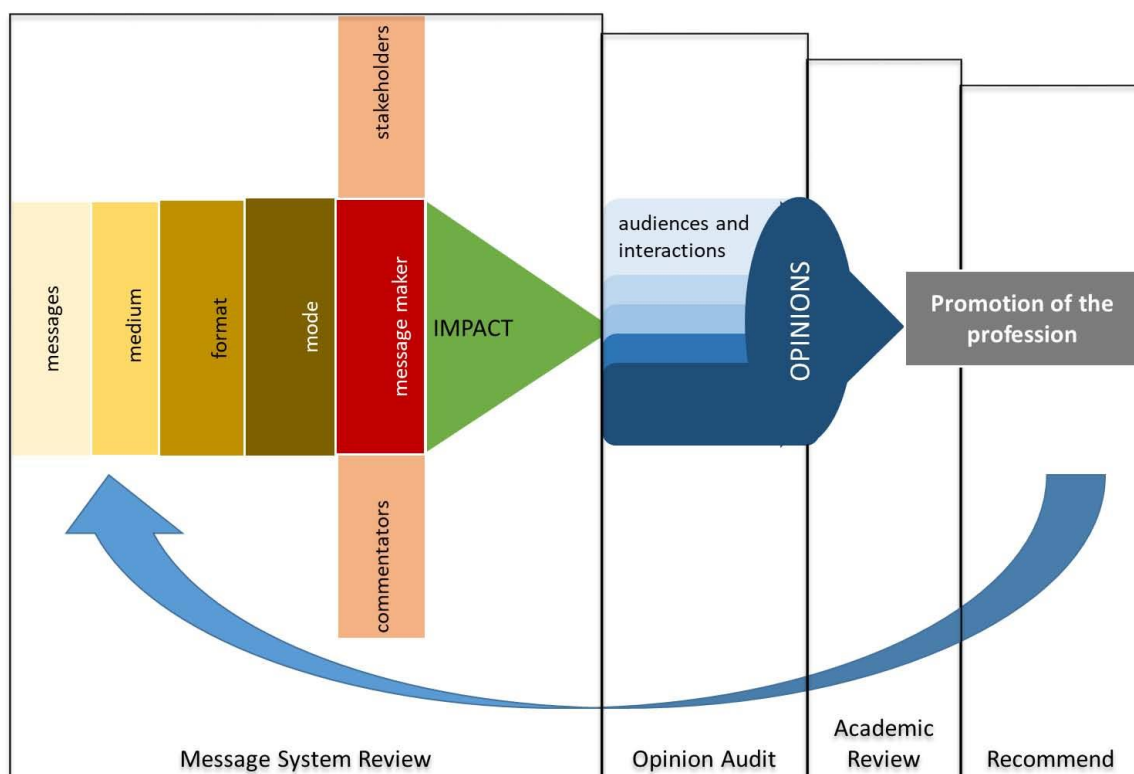 stakeholders
messages
medium
format
mode
message maker
commentators
IMPACT
audiences and
interactions
OPINIONS
Promotion of the
profession
Message System Review
Opinion Audit
Academic
Review
Recommend